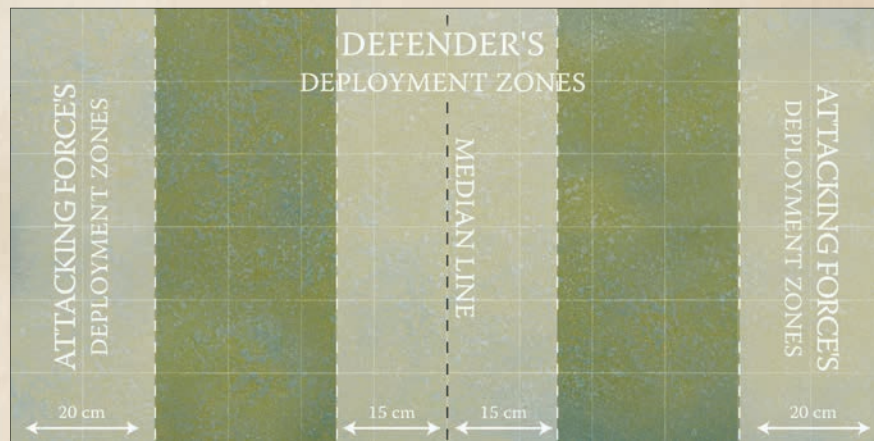 DEFENDER'S
DEPLOYMENT ZONES
ATTACKING FORCE'S
DEPLOYMENT ZONES
MEDIAN LINE
ATTACKING FORCE'S
DEPLOYMENT ZONES
20 cm
15 cm
15 cm
20 cm